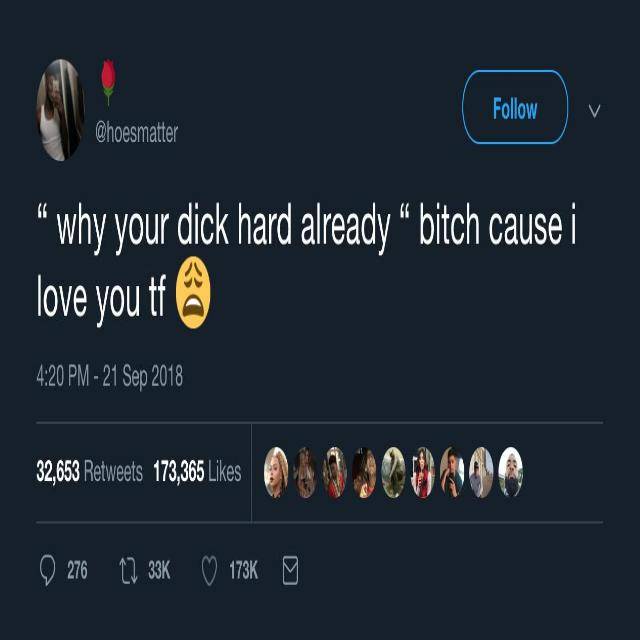 @hoesmatter
Follow
“ why your dick hard already “ bitch cause i
love you tf 😩
4:20 PM - 21 Sep 2018
32,653 Retweets 173,365 Likes
276 33K 173K